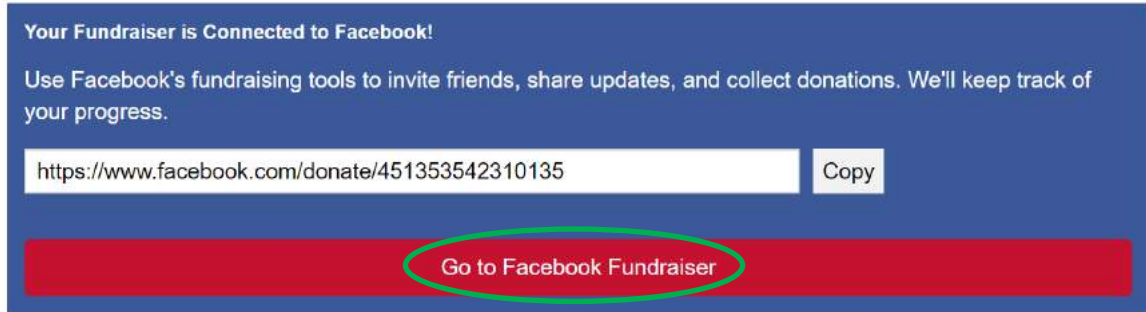 Your Fundraiser is Connected to Facebook!
Use Facebook's fundraising tools to invite friends, share updates, and collect donations. We'll keep track of
your progress.
https://www.facebook.com/donate/451353542310135
Copy
Go to Facebook Fundraiser